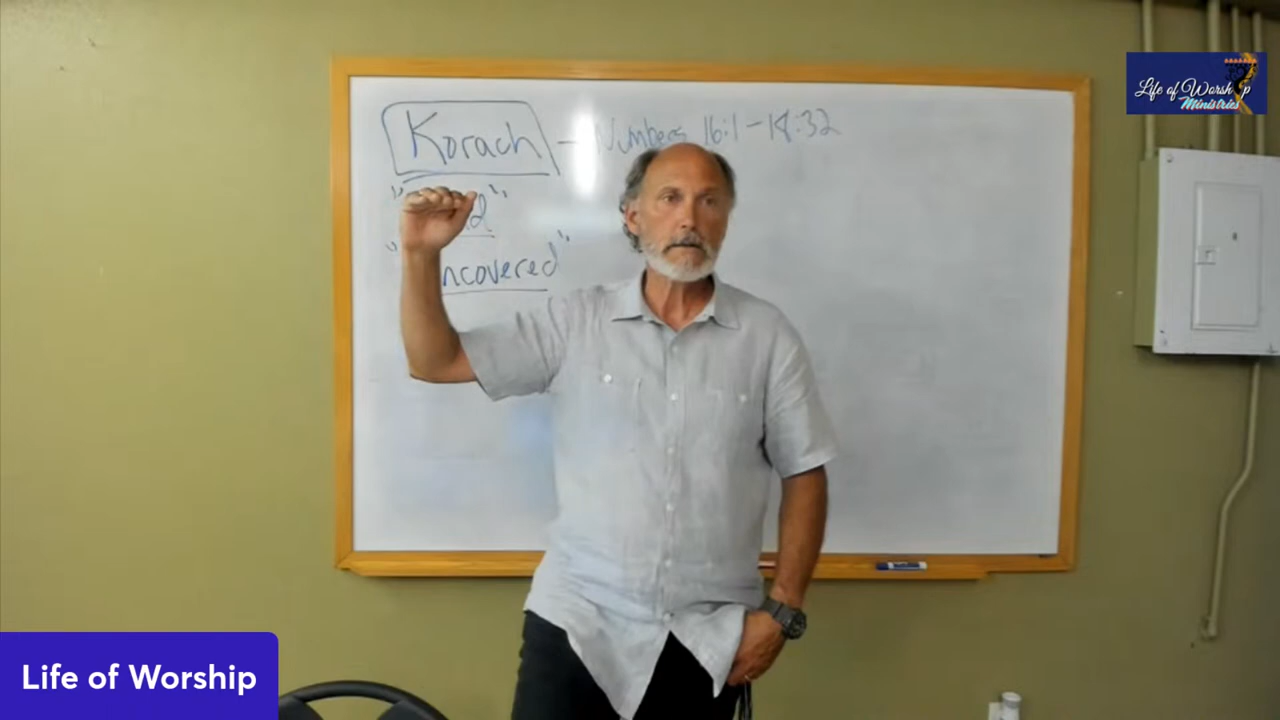 Korach - Numbers 16:1-18:32
"
"
ncovered"
Life of Worship
Ministries
Life of Worship